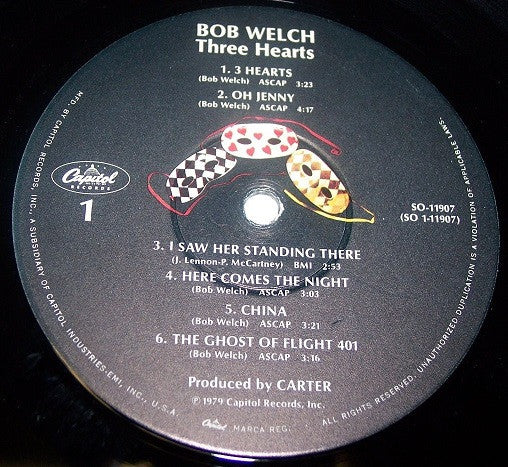 BOB WELCH
Three Hearts
1. 3 HEARTS
(Bob Welch) ASCAP 3:23
2. OH JENNY
(Bob Welch) ASCAP 4:17
Capitol
RECORDS
1
SO-11907
(SO 1-11907)
3. I SAW HER STANDING THERE
(J. Lennon-P. McCartney) BMI 2:53
4. HERE COMES THE NIGHT
(Bob Welch) ASCAP 3:03
5. CHINA
(Bob Welch) ASCAP 3:21
6. THE GHOST OF FLIGHT 401
(Bob Welch) ASCAP 3:16
Produced by CARTER
℗ 1979 Capitol Records, Inc.
Capitol MARCA REG.
MFD. BY CAPITOL RECORDS, INC., A SUBSIDIARY OF CAPITOL INDUSTRIES-EMI, INC., U.S.A. ALL RIGHTS RESERVED. UNAUTHORIZED DUPLICATION IS A VIOLATION OF APPLICABLE LAWS.